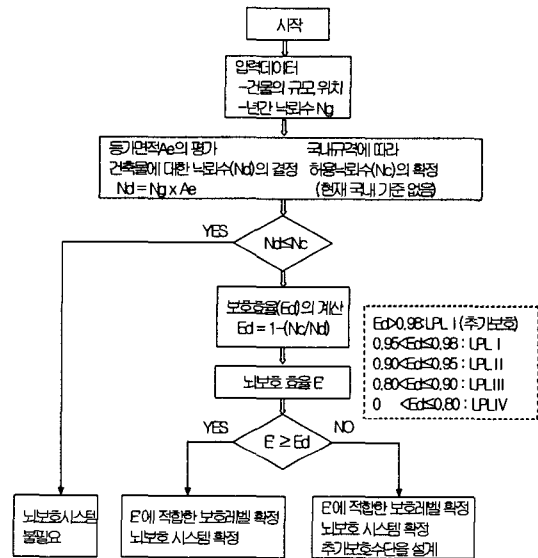 시작
입력데이터
-건물의 규모, 위치
-년간 낙뢰수 Ng
등가면적Ae의 평가
건축물에 대한 낙뢰수(Nd)의 결정
Nd = Ng x Ae
국내규격에 따라
허용낙뢰수(Nc)의 확정
(현재 국내 기준 없음)
YES
Nd≤Nc
보호효율(Ed)의 계산
Ed = 1-(Nc/Nd)
Ed>0.98:LPL I (추가보호)
0.95<Ed≤0.98 : LPL I
0.90<Ed≤0.95 : LPL II
0.80<Ed≤0.90 : LPLIII
0 <Ed≤0.80 : LPLIV
뇌보호 효율 E'
YES
E' ≥ Ed
NO
뇌보호시스템
불필요
E'에 적합한 보호레벨 확정
뇌보호 시스템 확정
E'에 적합한 보호레벨 확정
뇌보호 시스템 확정
추가보호수단을 설계